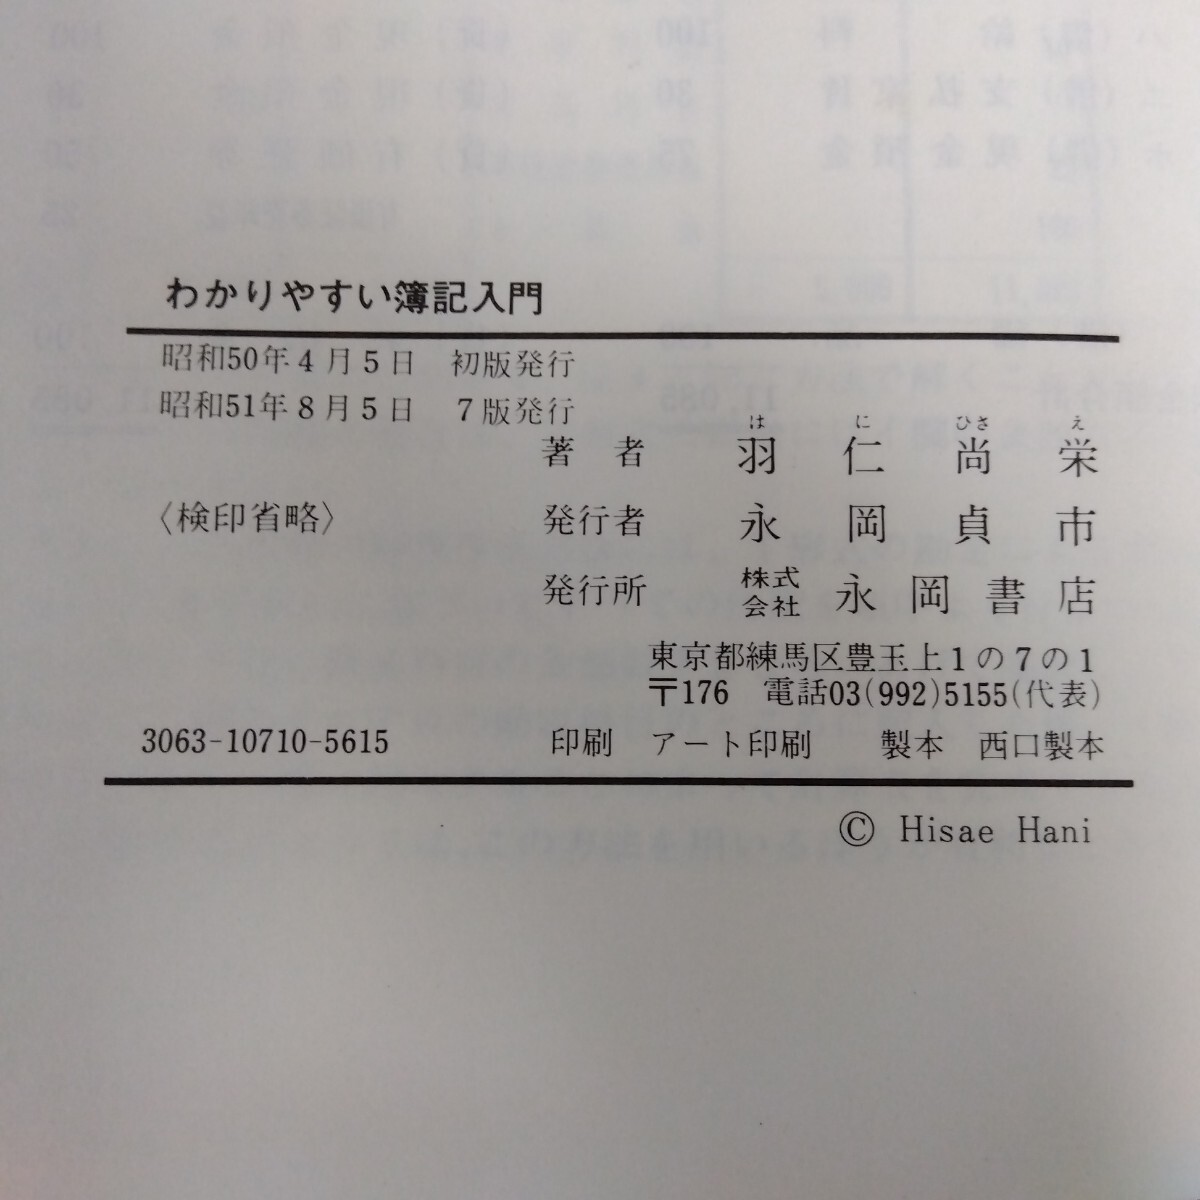 わかりやすい簿記入門
昭和50年4月5日 初版発行
昭和51年8月5日 7版発行
は に ひさ え
著者 羽仁尚栄
〈検印省略〉 発行者 永岡貞市
発行所 株式会社 永岡書店
東京都練馬区豊玉上1の7の1
〒176 電話03(992)5155(代表)
3063-10710-5615 印刷 アート印刷 製本 西口製本
© Hisae Hani